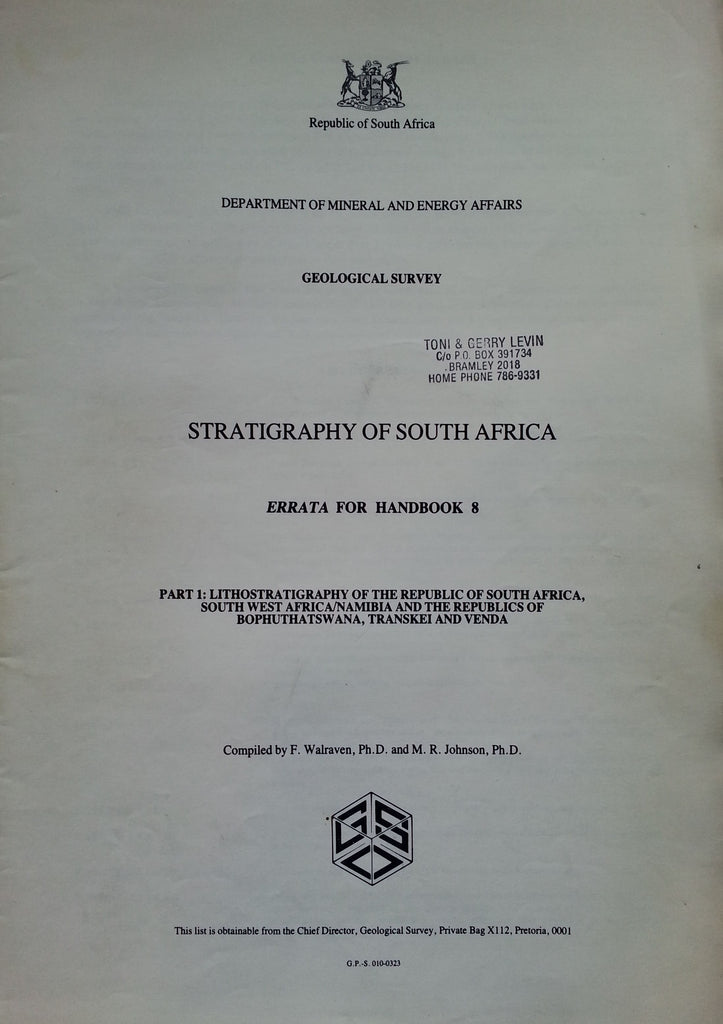 Republic of South Africa
DEPARTMENT OF MINERAL AND ENERGY AFFAIRS
GEOLOGICAL SURVEY
TONI & GERRY LEVIN
C/o P.O. BOX 391734
BRAMLEY 2018
HOME PHONE 786-9331
STRATIGRAPHY OF SOUTH AFRICA
ERRATA FOR HANDBOOK 8
PART 1: LITHOSTRATIGRAPHY OF THE REPUBLIC OF SOUTH AFRICA,
SOUTH WEST AFRICA/NAMIBIA AND THE REPUBLICS OF
BOPHUTHATSWANA, TRANSKEI AND VENDA
Compiled by F. Walraven, Ph.D. and M. R. Johnson, Ph.D.
This list is obtainable from the Chief Director, Geological Survey, Private Bag X112, Pretoria, 0001
G.P.-S. 010-0323